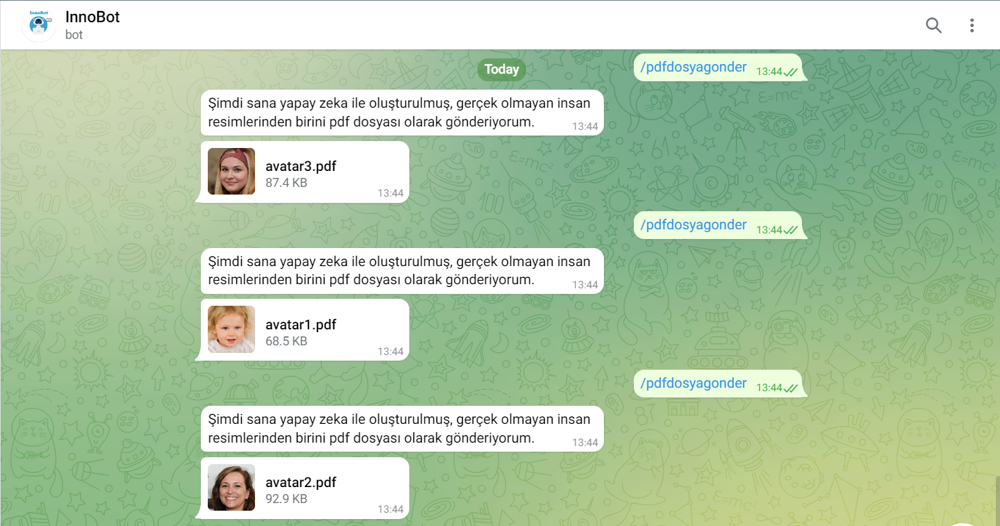 InnoBot
InnoBot
bot
/pdfdosyagonder 13:44
Today
Şimdi sana yapay zeka ile oluşturulmuş, gerçek olmayan insan
resimlerinden birini pdf dosyası olarak gönderiyorum. 13:44
avatar3.pdf
87.4 KB
13:44
/pdfdosyagonder 13:44
Şimdi sana yapay zeka ile oluşturulmuş, gerçek olmayan insan
resimlerinden birini pdf dosyası olarak gönderiyorum. 13:44
avatar1.pdf
68.5 KB
13:44
/pdfdosyagonder 13:44
Şimdi sana yapay zeka ile oluşturulmuş, gerçek olmayan insan
resimlerinden birini pdf dosyası olarak gönderiyorum. 13:44
avatar2.pdf
92.9 KB
13:44